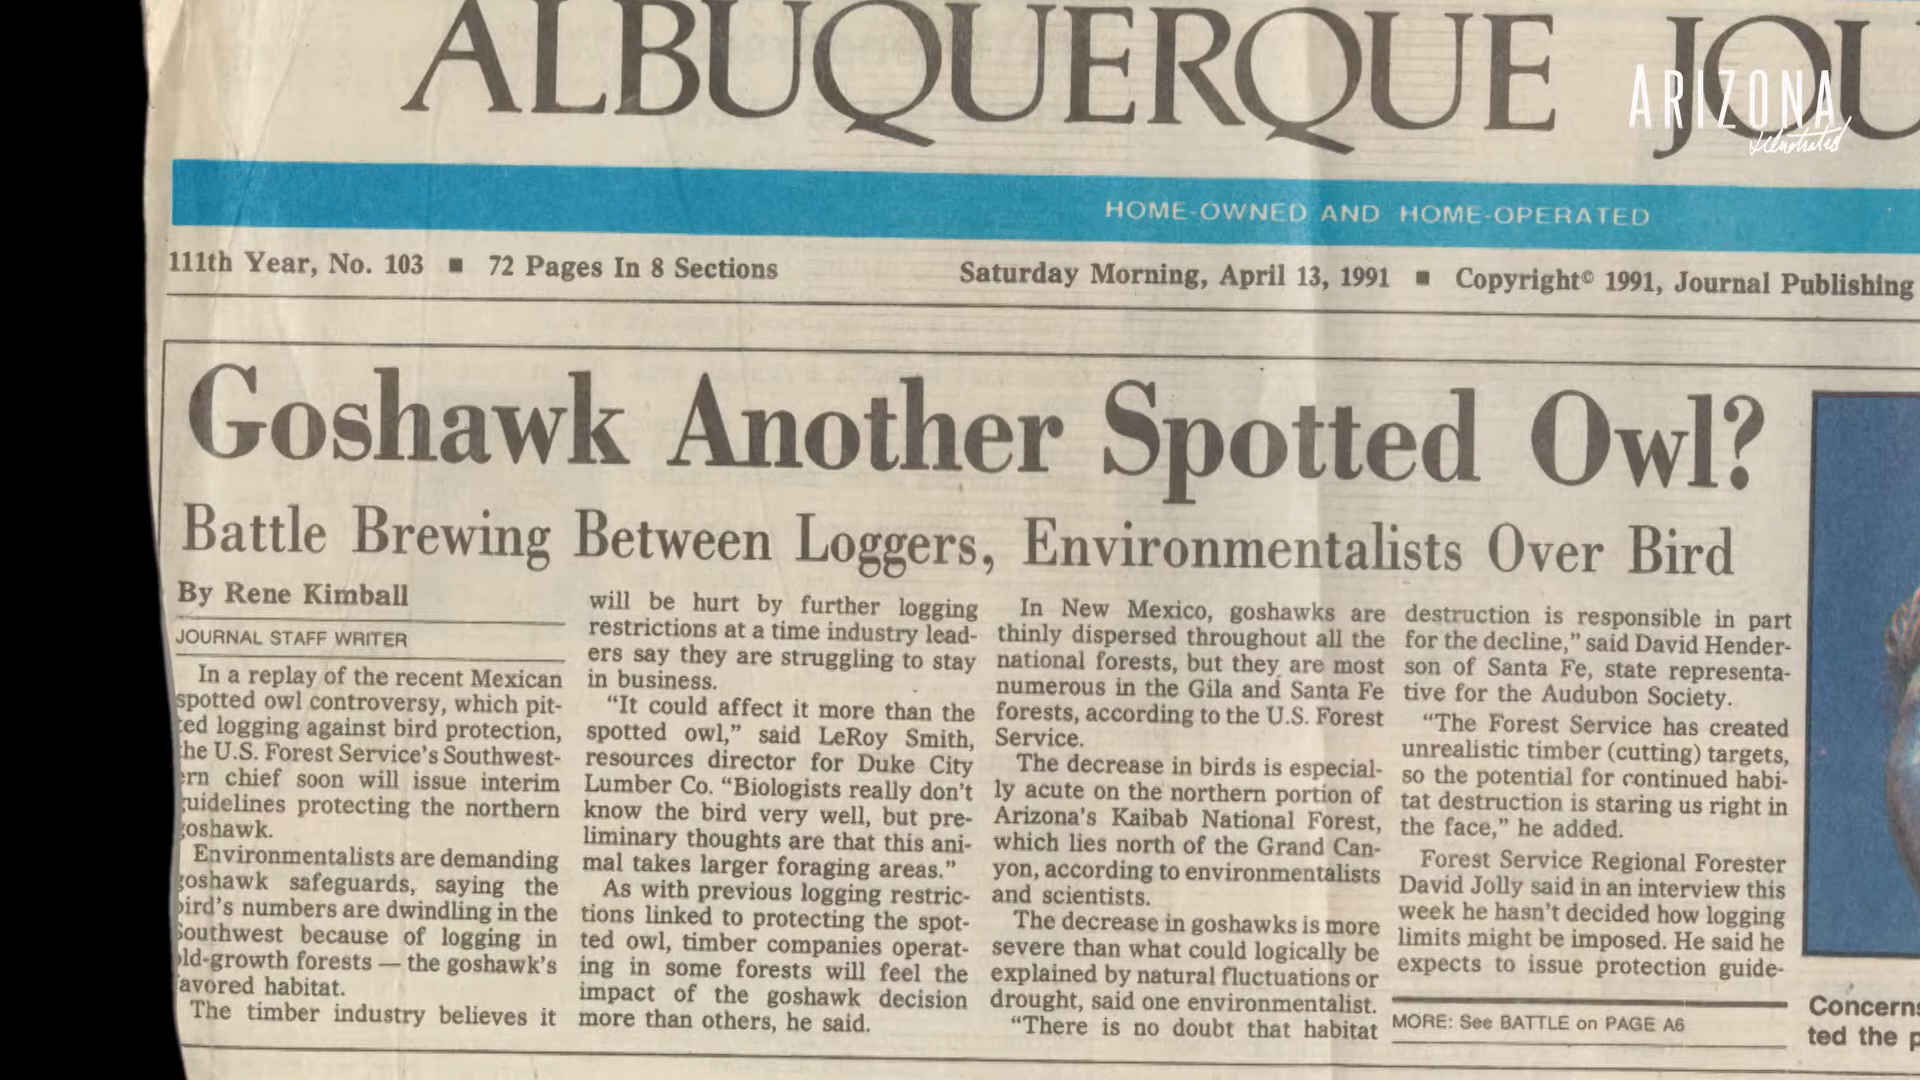 ALBUQUERQUE JOU
ARIZONA
Illustrated
HOME-OWNED AND HOME-OPERATED
111th Year, No. 103 ■ 72 Pages In 8 Sections
Saturday Morning, April 13, 1991 ■ Copyright© 1991, Journal Publishing
Goshawk Another Spotted Owl?
Battle Brewing Between Loggers, Environmentalists Over Bird
By Rene Kimball
JOURNAL STAFF WRITER
In a replay of the recent Mexican
spotted owl controversy, which pit-
ted logging against bird protection,
he U.S. Forest Service's Southwest-
ern chief soon will issue interim
guidelines protecting the northern
goshawk.
Environmentalists are demanding
goshawk safeguards, saying the
bird's numbers are dwindling in the
Southwest because of logging in
old-growth forests — the goshawk's
avored habitat.
The timber industry believes it
will be hurt by further logging
restrictions at a time industry lead-
ers say they are struggling to stay
in business.
"It could affect it more than the
spotted owl," said LeRoy Smith,
resources director for Duke City
Lumber Co. "Biologists really don't
know the bird very well, but pre-
liminary thoughts are that this ani-
mal takes larger foraging areas."
As with previous logging restric-
tions linked to protecting the spot-
ted owl, timber companies operat-
ing in some forests will feel the
impact of the goshawk decision
more than others, he said.
In New Mexico, goshawks are
thinly dispersed throughout all the
national forests, but they are most
numerous in the Gila and Santa Fe
forests, according to the U.S. Forest
Service.
The decrease in birds is especial-
ly acute on the northern portion of
Arizona's Kaibab National Forest,
which lies north of the Grand Can-
yon, according to environmentalists
and scientists.
The decrease in goshawks is more
severe than what could logically be
explained by natural fluctuations or
drought, said one environmentalist.
"There is no doubt that habitat
destruction is responsible in part
for the decline," said David Hender-
son of Santa Fe, state representa-
tive for the Audubon Society.
"The Forest Service has created
unrealistic timber (cutting) targets,
so the potential for continued habi-
tat destruction is staring us right in
the face," he added.
Forest Service Regional Forester
David Jolly said in an interview this
week he hasn't decided how logging
limits might be imposed. He said he
expects to issue protection guide-
MORE: See BATTLE on PAGE A6
Concerns
ted the p